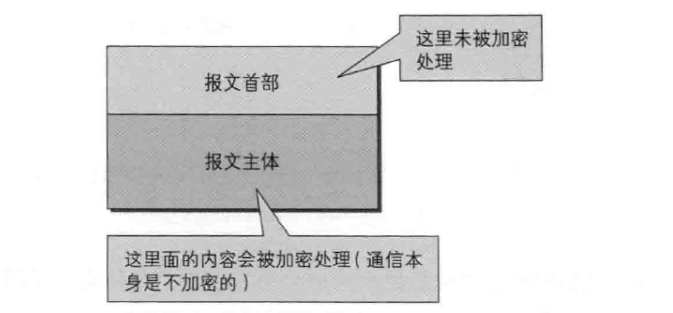 这里未被加密
处理
报文首部
报文主体
这里面的内容会被加密处理（通信本
身是不加密的）